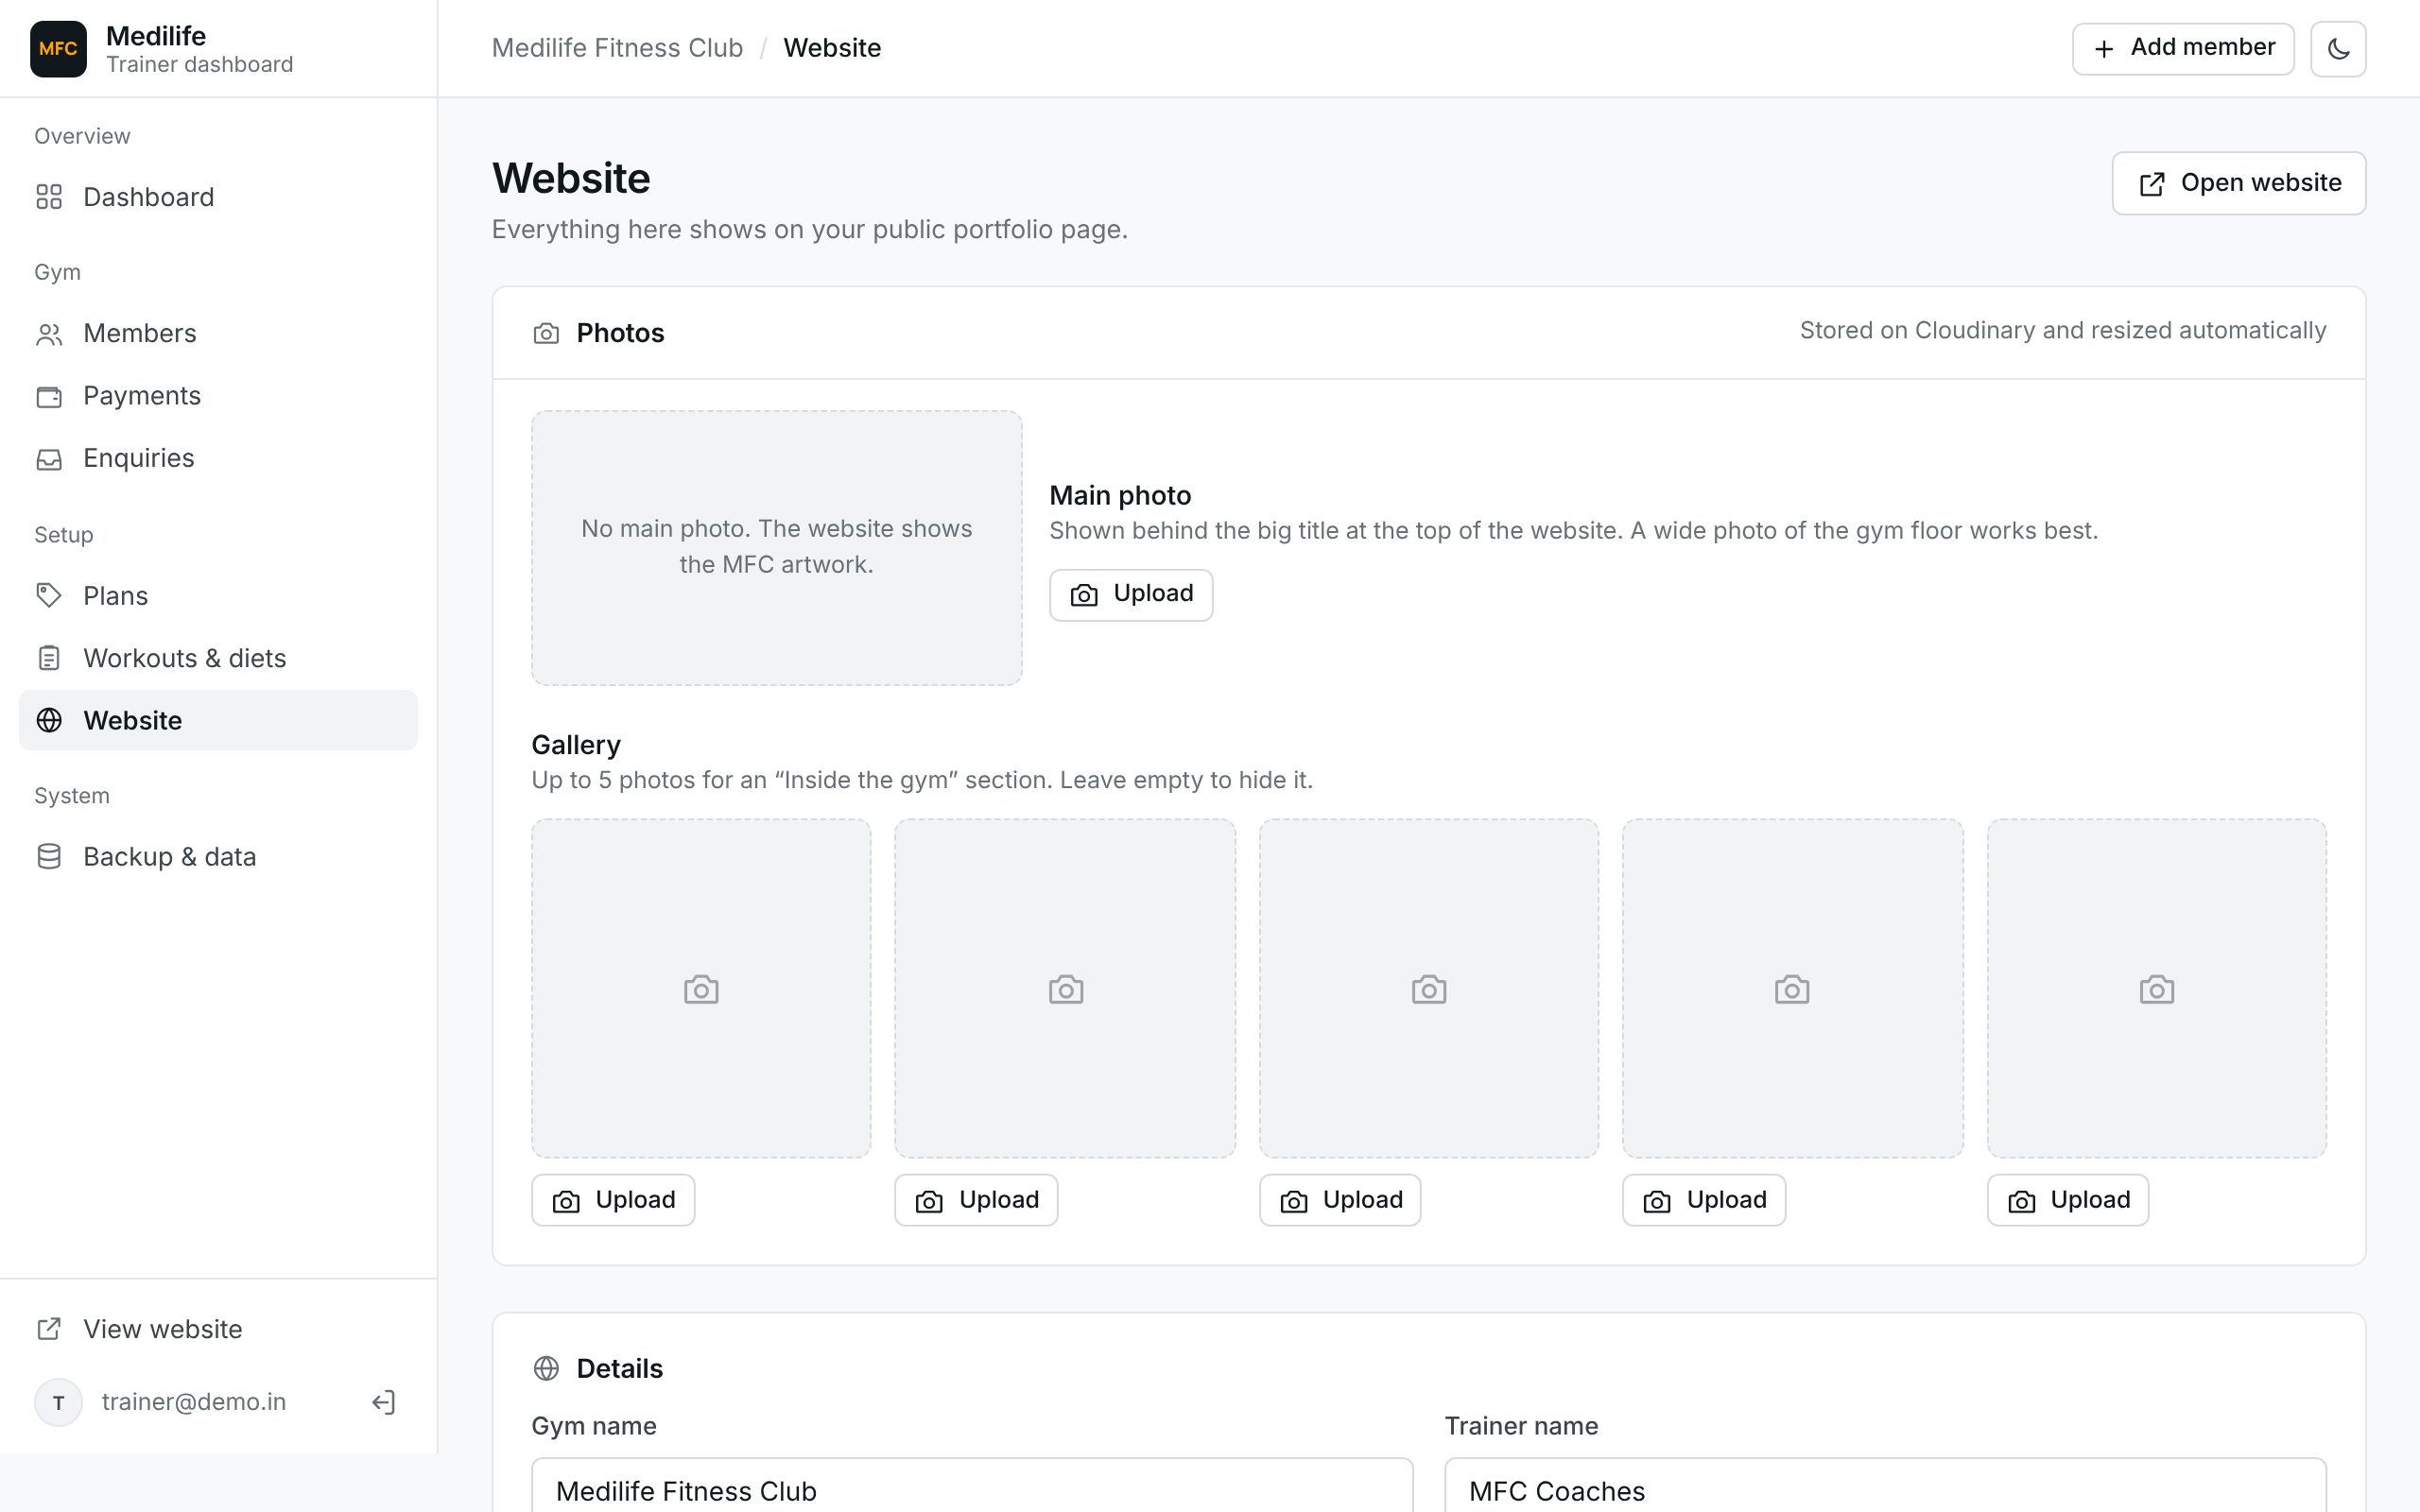 MFC
Medilife
Trainer dashboard
Overview
Dashboard
Gym
Members
Payments
Enquiries
Setup
Plans
Workouts & diets
Website
System
Backup & data
View website
T
trainer@demo.in
Medilife Fitness Club / Website
Add member
Website
Everything here shows on your public portfolio page.
Open website
Photos
Stored on Cloudinary and resized automatically
No main photo. The website shows
the MFC artwork.
Main photo
Shown behind the big title at the top of the website. A wide photo of the gym floor works best.
Upload
Gallery
Up to 5 photos for an “Inside the gym” section. Leave empty to hide it.
Upload
Upload
Upload
Upload
Upload
Details
Gym name
Medilife Fitness Club
Trainer name
MFC Coaches